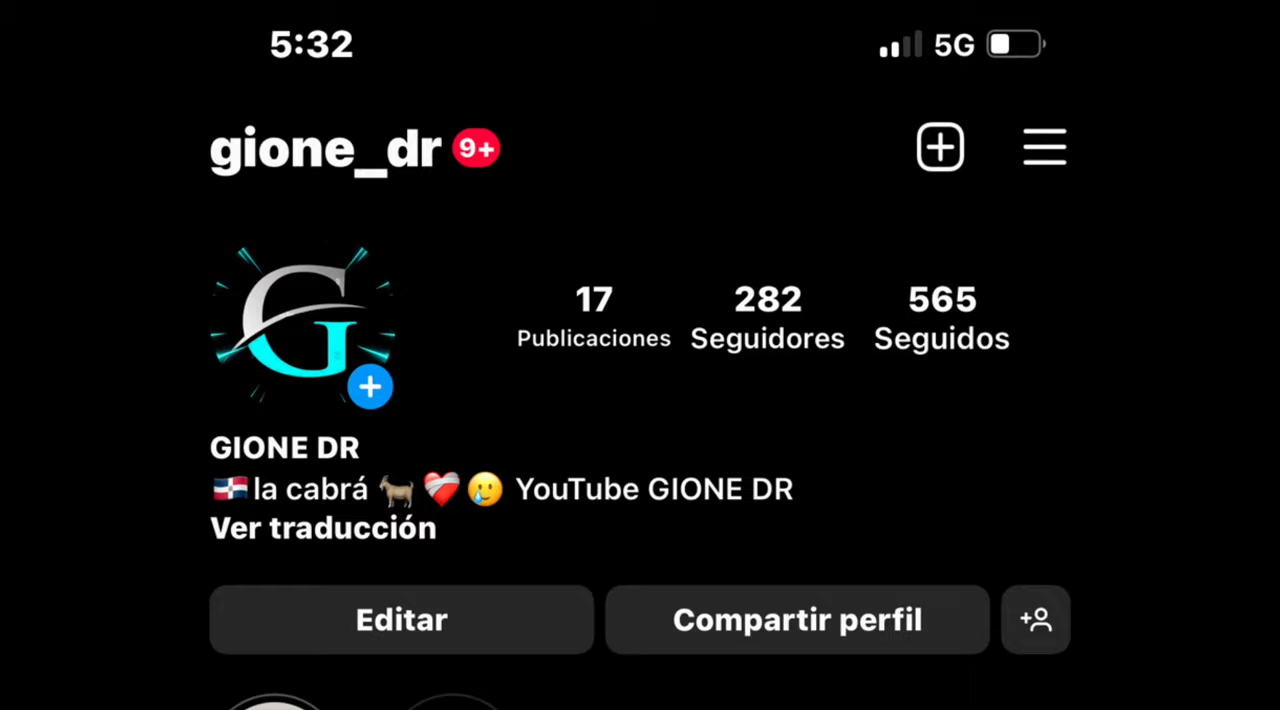 5:32 5G
gione_dr 9+
17 282 565
Publicaciones Seguidores Seguidos
GIONE DR
🇩🇴la cabrá 🐐❤️‍🩹🥲 YouTube GIONE DR
Ver traducción
Editar Compartir perfil